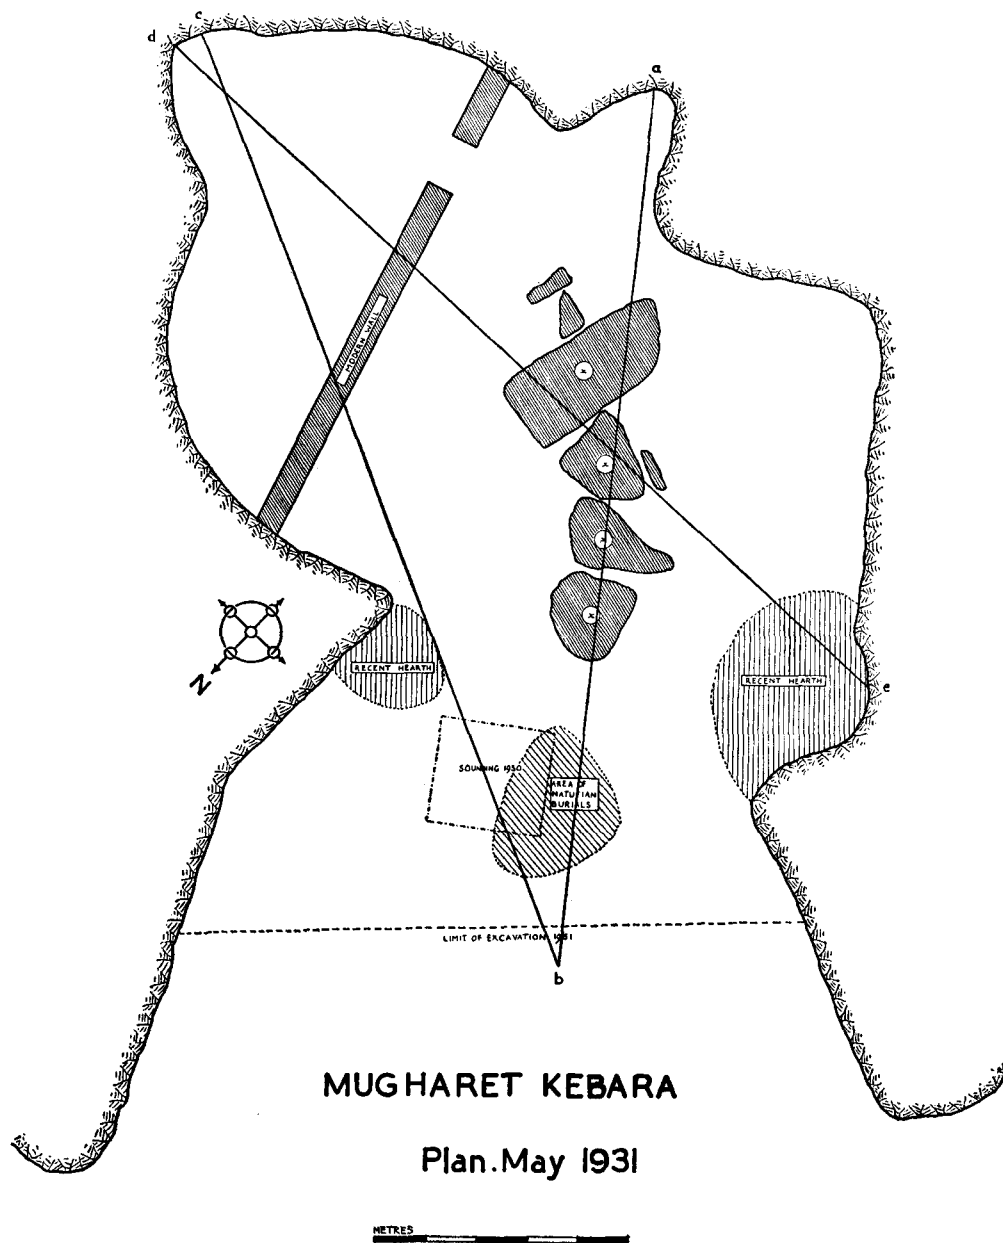 c
d
a
MODERN WALL
x
x
x
x
N
RECENT HEARTH
RECENT HEARTH
e
SOUNDING 1930
AREA OF
NATUFIAN
BURIALS
LIMIT OF EXCAVATION 1931
b
MUGHARET KEBARA
Plan. May 1931
METRES